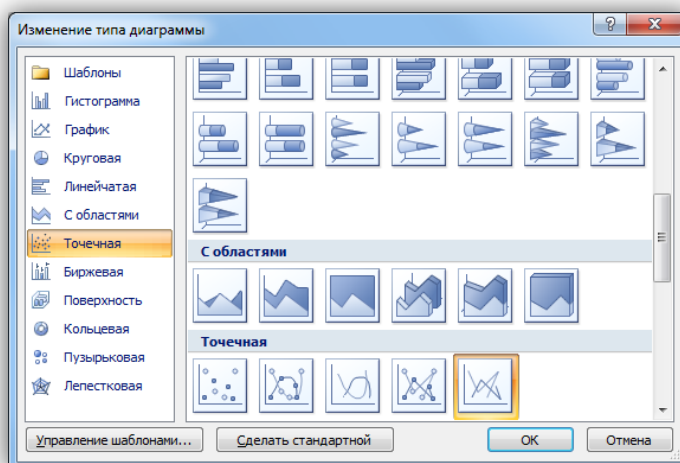 Изменение типа диаграммы
Шаблоны
Гистограмма
График
Круговая
Линейчатая
С областями
Точечная
Биржевая
Поверхность
Кольцевая
Пузырьковая
Лепестковая
С областями
Точечная
Управление шаблонами...
Сделать стандартной
ОК
Отмена